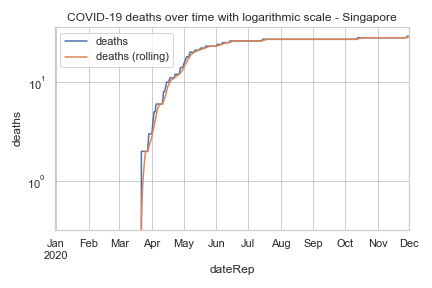 COVID-19 deaths over time with logarithmic scale - Singapore
deaths
deaths (rolling)
10¹
10⁰
deaths
Jan Feb Mar Apr May Jun Jul Aug Sep Oct Nov Dec
2020
dateRep